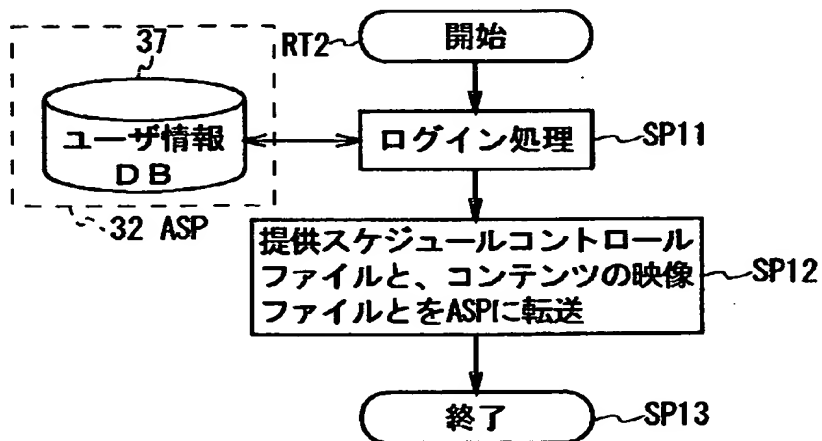 RT2
開始
37
ユーザ情報
DB
32 ASP
ログイン処理
SP11
提供スケジュールコントロール
ファイルと、コンテンツの映像
ファイルとをASPに転送
SP12
終了
SP13